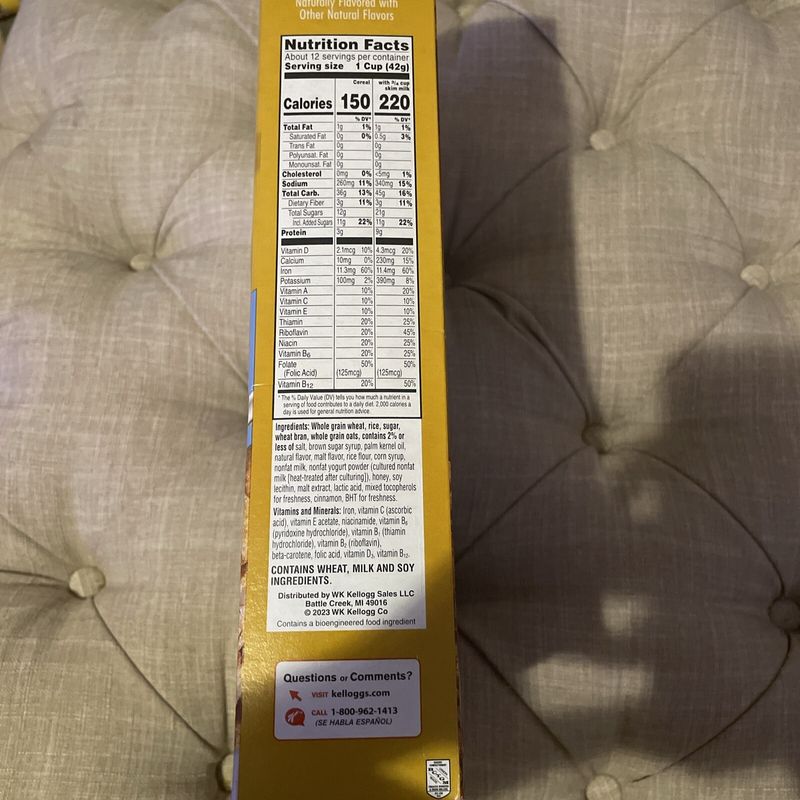 Naturally Flavored with
Other Natural Flavors
Nutrition Facts
About 12 servings per container
Serving size 1 Cup (42g)
Cereal with 3/4 cup skim milk
Calories 150 220
% DV* % DV*
Total Fat 1g 1% 1g 1%
Saturated Fat 0g 0% 0.5g 3%
Trans Fat 0g 0g
Polyunsat. Fat 0g 0g
Monounsat. Fat 0g 0g
Cholesterol 0mg 0% <5mg 1%
Sodium 260mg 11% 340mg 15%
Total Carb. 36g 13% 45g 16%
Dietary Fiber 3g 11% 3g 11%
Total Sugars 12g 21g
Incl. Added Sugars 11g 22% 11g 22%
Protein 3g 9g
Vitamin D 2.1mcg 10% 4.3mcg 20%
Calcium 10mg 0% 230mg 15%
Iron 11.3mg 60% 11.4mg 60%
Potassium 100mg 2% 390mg 8%
Vitamin A 10% 20%
Vitamin C 10% 10%
Vitamin E 10% 10%
Thiamin 20% 25%
Riboflavin 20% 45%
Niacin 20% 25%
Vitamin B6 20% 25%
Folate 50% 50%
(Folic Acid) (125mcg) (125mcg)
Vitamin B12 20% 50%
* The % Daily Value (DV) tells you how much a nutrient in a
serving of food contributes to a daily diet. 2,000 calories a
day is used for general nutrition advice.
Ingredients: Whole grain wheat, rice, sugar,
wheat bran, whole grain oats, contains 2% or
less of salt, brown sugar syrup, palm kernel oil,
natural flavor, malt flavor, rice flour, corn syrup,
nonfat milk, nonfat yogurt powder (cultured nonfat
milk [heat-treated after culturing]), honey, soy
lecithin, malt extract, lactic acid, mixed tocopherols
for freshness, cinnamon, BHT for freshness.
Vitamins and Minerals: Iron, vitamin C (ascorbic
acid), vitamin E acetate, niacinamide, vitamin B6
(pyridoxine hydrochloride), vitamin B1 (thiamin
hydrochloride), vitamin B2 (riboflavin),
beta-carotene, folic acid, vitamin D3, vitamin B12.
CONTAINS WHEAT, MILK AND SOY
INGREDIENTS.
Distributed by WK Kellogg Sales LLC
Battle Creek, MI 49016
© 2023 WK Kellogg Co
Contains a bioengineered food ingredient
Questions or Comments?
VISIT kelloggs.com
CALL 1-800-962-1413
(SE HABLA ESPAÑOL)